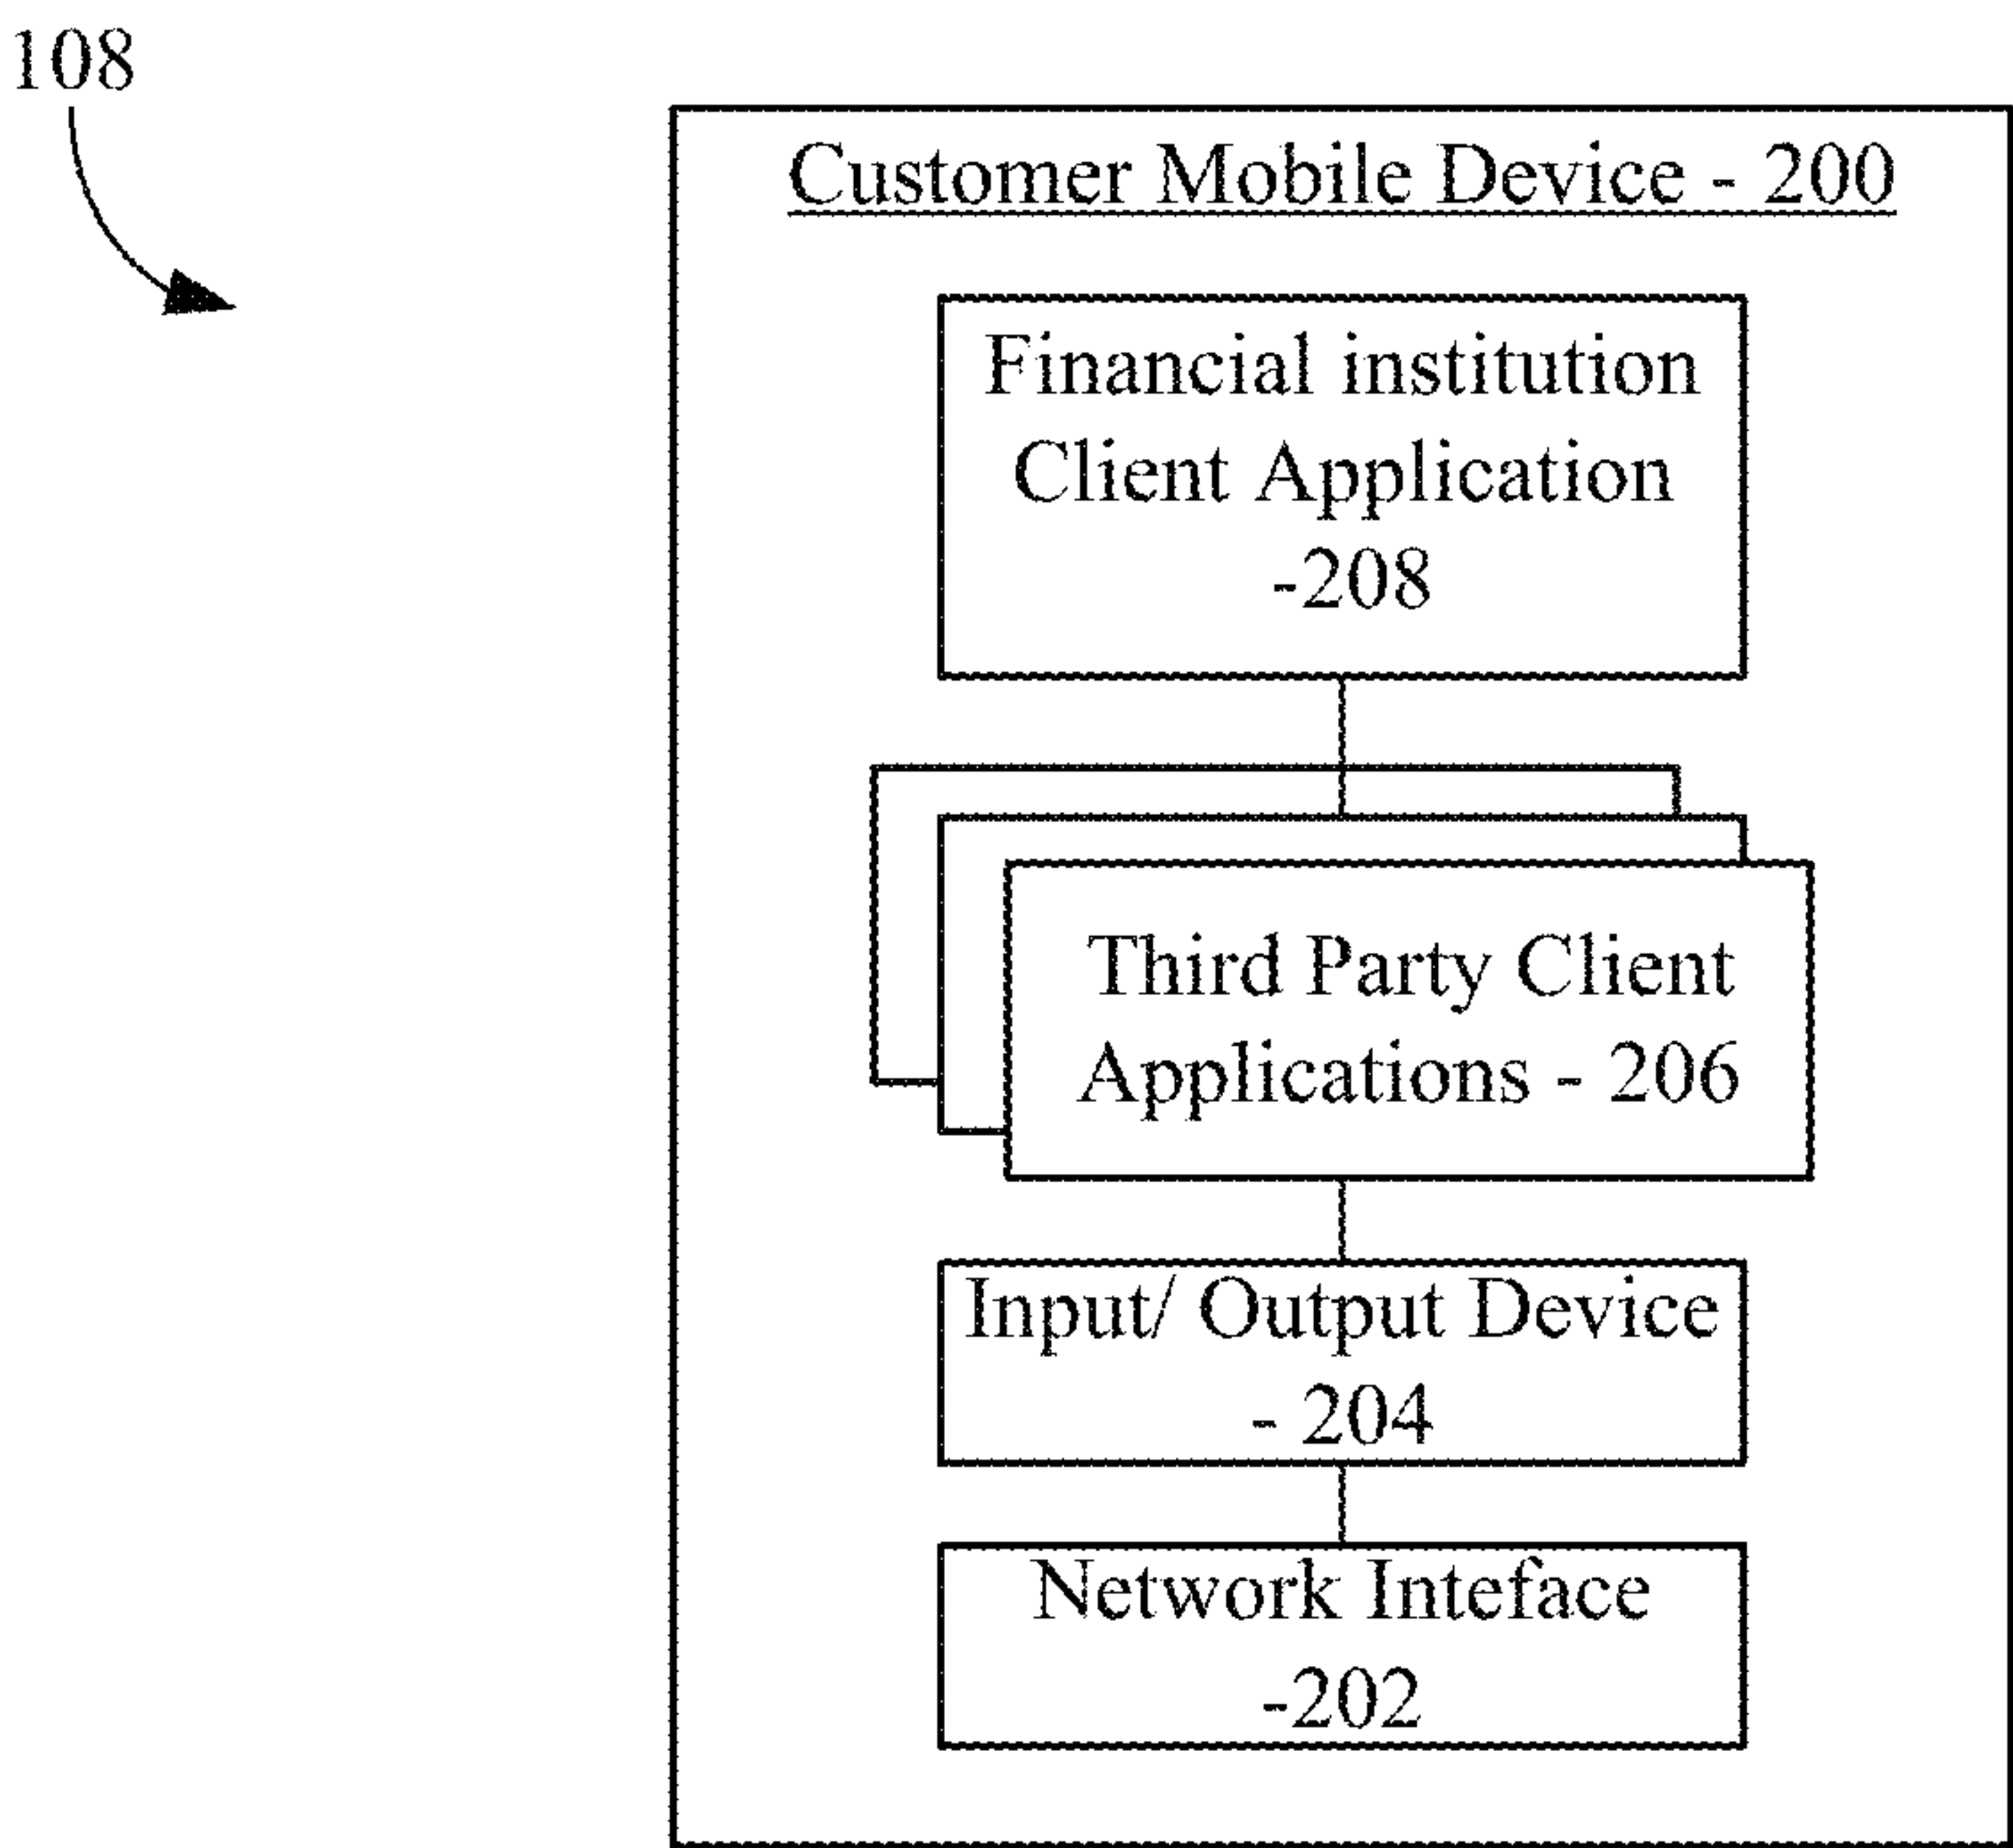 108
Customer Mobile Device - 200
Financial institution
Client Application
-208
Third Party Client
Applications - 206
Input/ Output Device
- 204
Network Inteface
-202